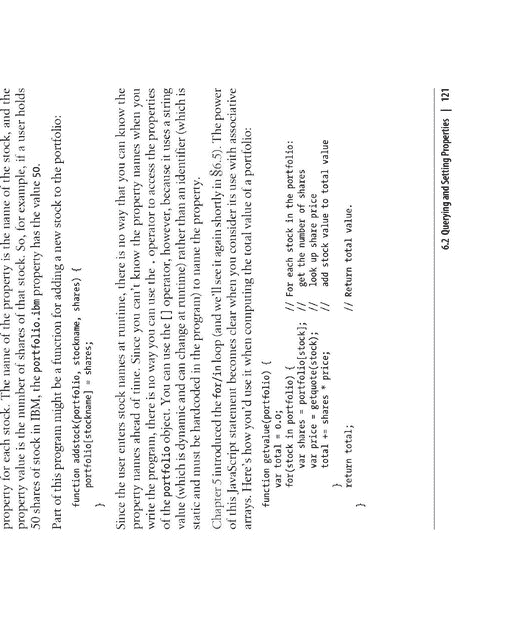 property for each stock. The name of the property is the name of the stock, and the
property value is the number of shares of that stock. So, for example, if a user holds
50 shares of stock in IBM, the portfolio.ibm property has the value 50.
Part of this program might be a function for adding a new stock to the portfolio:
function addstock(portfolio, stockname, shares) {
portfolio[stockname] = shares;
}
Since the user enters stock names at runtime, there is no way that you can know the
property names ahead of time. Since you can't know the property names when you
write the program, there is no way you can use the . operator to access the properties
of the portfolio object. You can use the [] operator, however, because it uses a string
value (which is dynamic and can change at runtime) rather than an identifier (which is
static and must be hardcoded in the program) to name the property.
Chapter 5 introduced the for/in loop (and we'll see it again shortly in §6.5). The power
of this JavaScript statement becomes clear when you consider its use with associative
arrays. Here's how you'd use it when computing the total value of a portfolio:
function getvalue(portfolio) {
var total = 0.0;
for(stock in portfolio) { // For each stock in the portfolio:
var shares = portfolio[stock]; // get the number of shares
var price = getquote(stock); // look up share price
total += shares * price; // add stock value to total value
}
return total; // Return total value.
}
6.2 Querying and Setting Properties | 121